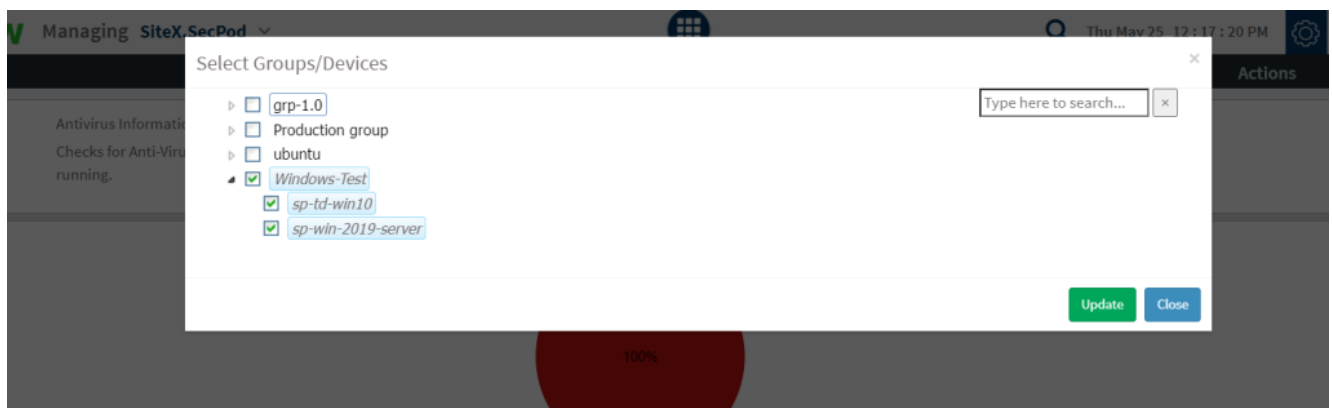 Managing SiteX.SecPod
Thu May 25 12 : 17 : 20 PM
Select Groups/Devices
×
Actions
grp-1.0
Type here to search...
×
Antivirus Informatio
Production group
Checks for Anti-Viru
ubuntu
running.
Windows-Test
sp-td-win10
sp-win-2019-server
Update
Close
100%